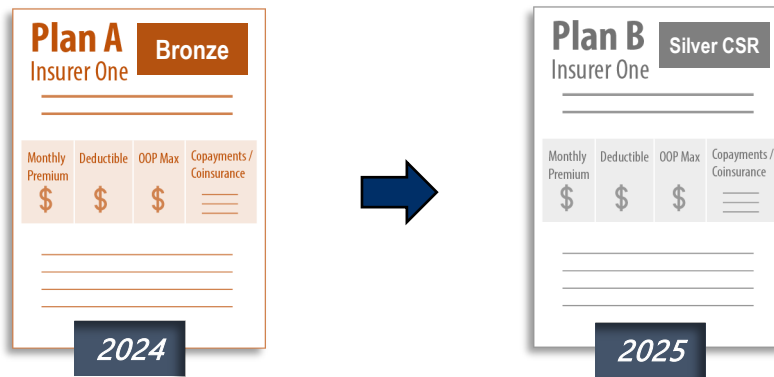 Plan A
Bronze
Insurer One
Monthly Premium
Deductible
OOP Max
Copayments / Coinsurance
$
$
$
2024
Plan B
Silver CSR
Insurer One
Monthly Premium
Deductible
OOP Max
Copayments / Coinsurance
$
$
$
2025